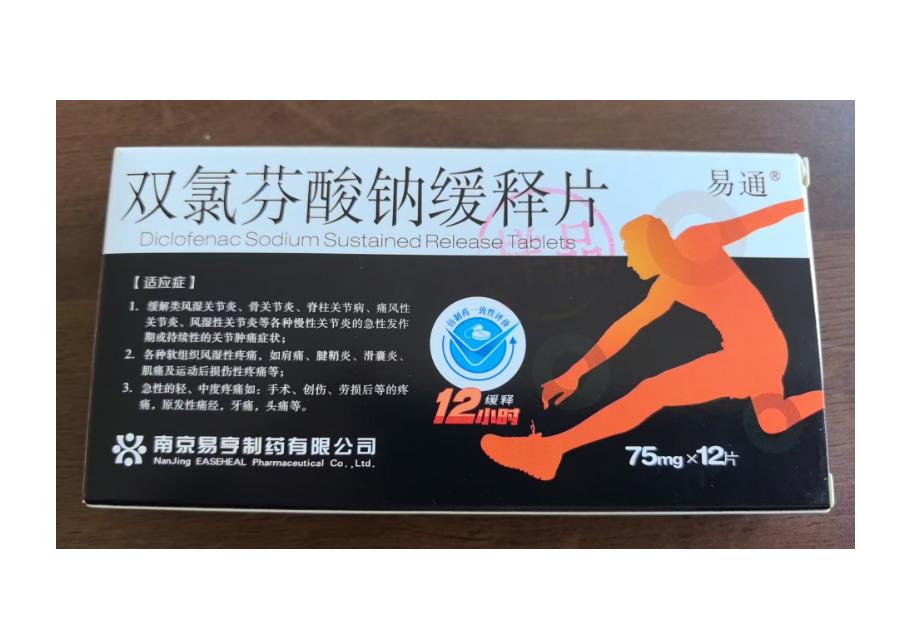 双氯芬酸钠缓释片
易通®
Diclofenac Sodium Sustained Release Tablets
【适应症】
1. 缓解类风湿关节炎、骨关节炎、脊柱关节病、痛风性
关节炎、风湿性关节炎等各种慢性关节炎的急性发作
期或持续性的关节肿痛症状;
2. 各种软组织风湿性疼痛，如肩痛、腱鞘炎、滑囊炎、
肌痛及运动后损伤性疼痛等;
3. 急性的轻、中度疼痛如：手术、创伤、劳损后等的疼
痛，原发性痛经，牙痛，头痛等。
仿制药一致性评价
12小时
缓释
南京易亨制药有限公司
NanJing EASEHEAL Pharmaceutical Co.,Ltd.
75mg×12片